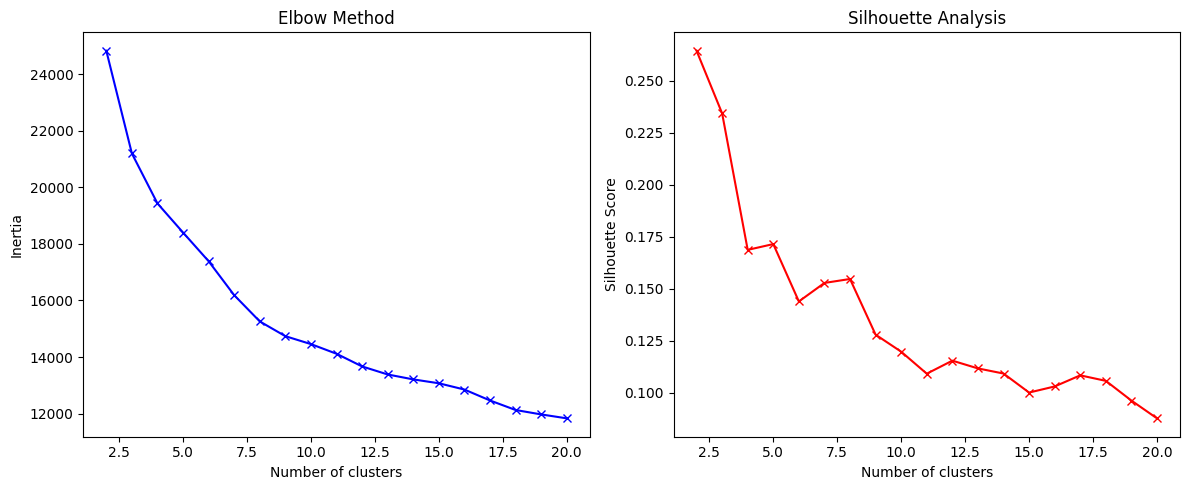 Elbow Method
Inertia
24000
22000
20000
18000
16000
14000
12000
2.5 5.0 7.5 10.0 12.5 15.0 17.5 20.0
Number of clusters
Silhouette Analysis
Silhouette Score
0.250
0.225
0.200
0.175
0.150
0.125
0.100
2.5 5.0 7.5 10.0 12.5 15.0 17.5 20.0
Number of clusters